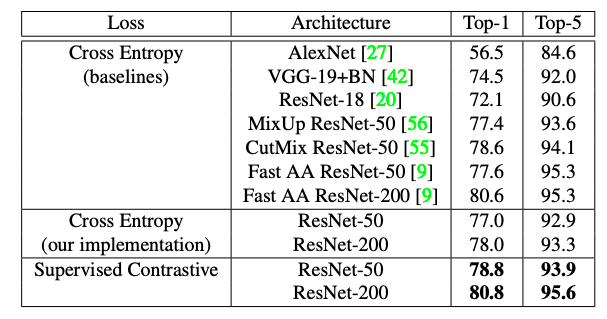 Loss Architecture Top-1 Top-5
Cross Entropy AlexNet [27] 56.5 84.6
(baselines) VGG-19+BN [42] 74.5 92.0
ResNet-18 [20] 72.1 90.6
MixUp ResNet-50 [56] 77.4 93.6
CutMix ResNet-50 [55] 78.6 94.1
Fast AA ResNet-50 [9] 77.6 95.3
Fast AA ResNet-200 [9] 80.6 95.3
Cross Entropy ResNet-50 77.0 92.9
(our implementation) ResNet-200 78.0 93.3
Supervised Contrastive ResNet-50 78.8 93.9
ResNet-200 80.8 95.6